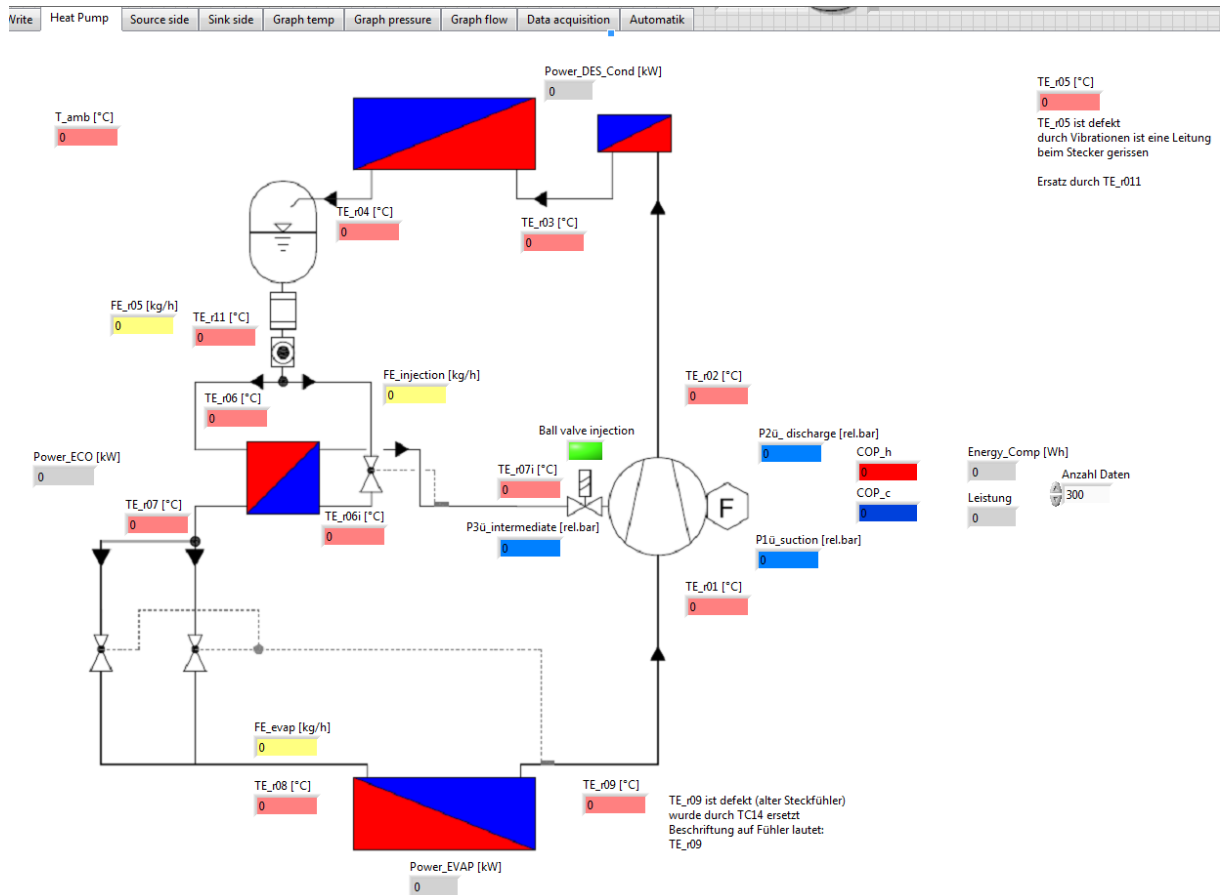 Write
Heat Pump
Source side
Sink side
Graph temp
Graph pressure
Graph flow
Data acquisition
Automatik
Power_DES_Cond [kW]
0
TE_r05 [°C]
0
TE_r05 ist defekt
durch Vibrationen ist eine Leitung
beim Stecker gerissen
Ersatz durch TE_r011
T_amb [°C]
0
TE_r04 [°C]
0
TE_r03 [°C]
0
FE_r05 [kg/h]
0
TE_r11 [°C]
0
FE_injection [kg/h]
0
TE_r02 [°C]
0
TE_r06 [°C]
0
Ball valve injection
P2ü_ discharge [rel.bar]
0
COP_h
0
Energy_Comp [Wh]
0
Anzahl Daten
300
Power_ECO [kW]
0
TE_r07i [°C]
0
F
COP_c
0
Leistung
0
TE_r07 [°C]
0
TE_r06i [°C]
0
P3ü_intermediate [rel.bar]
0
P1ü_suction [rel.bar]
0
TE_r01 [°C]
0
FE_evap [kg/h]
0
TE_r08 [°C]
0
TE_r09 [°C]
0
TE_r09 ist defekt (alter Steckfühler)
wurde durch TC14 ersetzt
Beschriftung auf Fühler lautet:
TE_r09
Power_EVAP [kW]
0